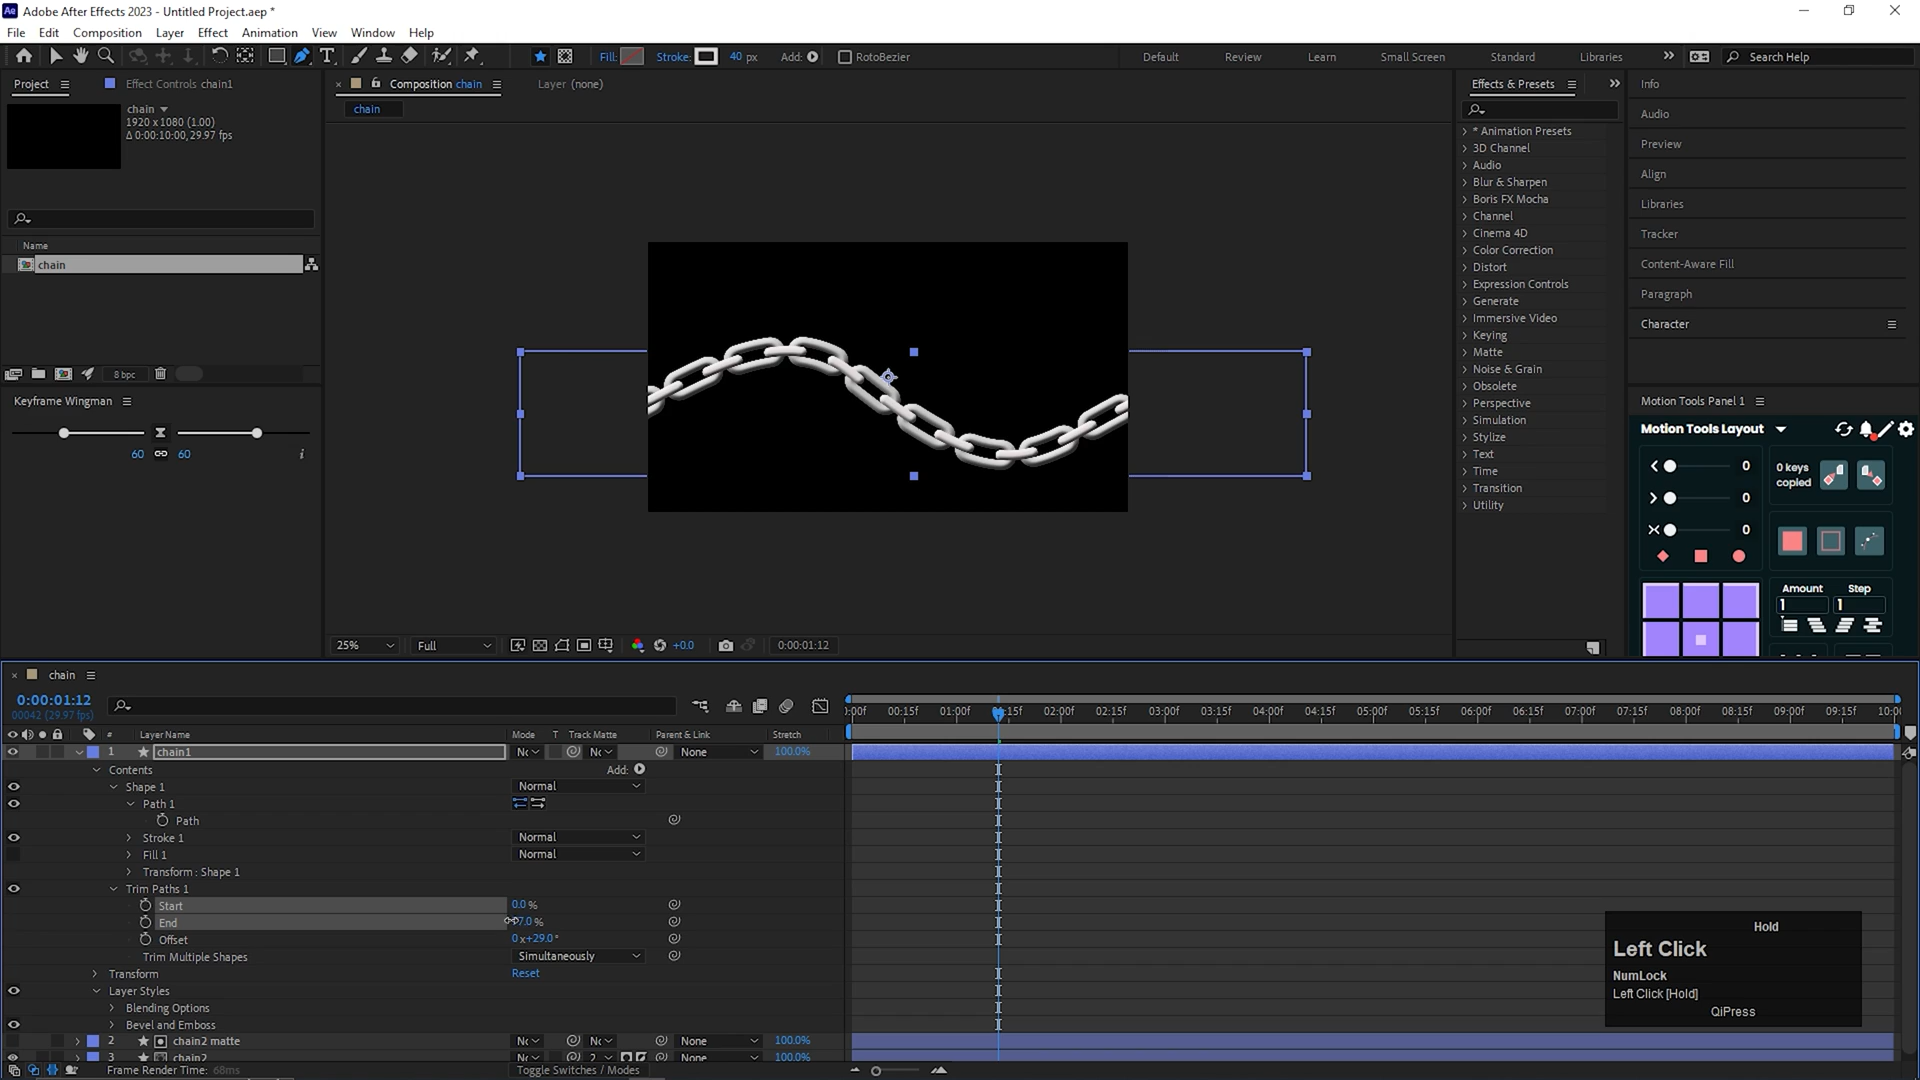 Adobe After Effects 2023 - Untitled Project.aep *
File Edit Composition Layer Effect Animation View Window Help
Fill: Stroke: 40 px Add: RotoBezier Default Review Learn Small Screen Standard Libraries Search Help
Project Effect Controls chain1
chain
1920 x 1080 (1.00)
Δ 0:00:10:00, 29.97 fps
Name
chain
8 bpc
Keyframe Wingman
60 60
Composition chain Layer (none)
chain
25% Full +0.0 0:00:01:12
Effects & Presets
* Animation Presets
3D Channel
Audio
Blur & Sharpen
Boris FX Mocha
Channel
Cinema 4D
Color Correction
Distort
Expression Controls
Generate
Immersive Video
Keying
Matte
Noise & Grain
Obsolete
Perspective
Simulation
Stylize
Text
Time
Transition
Utility
Info
Audio
Preview
Align
Libraries
Tracker
Content-Aware Fill
Paragraph
Character
Motion Tools Panel 1
Motion Tools Layout
0
0
0
0 keys
copied
Amount Step
1 1
chain
0:00:01:12
00042 (29.97 fps)
# Layer Name Mode T Track Matte Parent & Link Stretch
00:15f 01:00f 02:00f 02:15f 03:00f 03:15f 04:00f 04:15f 05:00f 05:15f 06:00f 06:15f 07:00f 07:15f 08:00f 08:15f 09:00f 09:15f
1 chain1 None 100.0%
Contents Add:
Shape 1 Normal
Path 1
Path
Stroke 1 Normal
Fill 1 Normal
Transform : Shape 1
Trim Paths 1
Start 0.0 %
End
Offset 0 x+29.0 °
Trim Multiple Shapes Simultaneously
Transform Reset
Layer Styles
Blending Options
Bevel and Emboss
2 chain2 matte None 100.0%
3 chain2 None 100.0%
Frame Render Time: 68ms Toggle Switches / Modes
Hold
Left Click
NumLock
Left Click [Hold]
QiPress